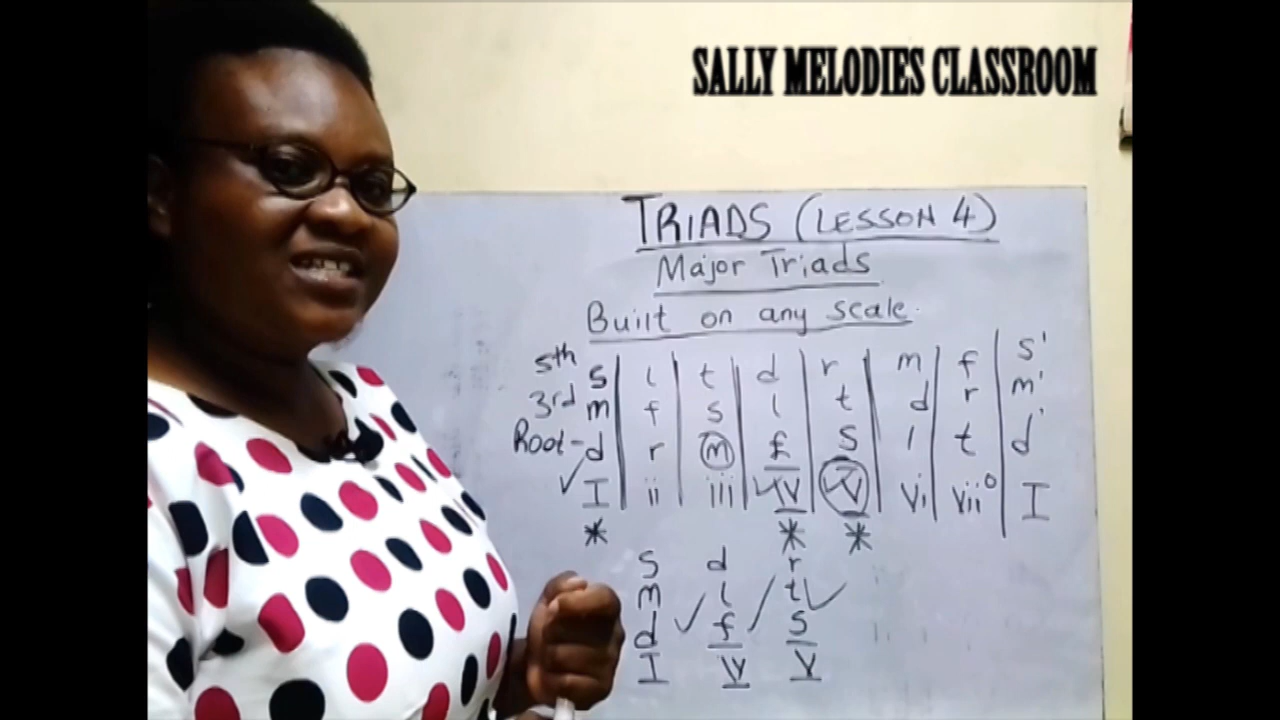 SALLY MELODIES CLASSROOM
TRIADS (LESSON 4)
Major Triads
Built on any scale.
5th s | l | t | d | r | m | f | s'
3rd m | f | s | l | t | d | r | m'
Root - d | r | m | f | s | l | t | d'
✓ I | ii | iii | ✓ IV | V | vi | vii° | I
* * *
s d r
m l t ✓
d ✓ f / s
I IV V